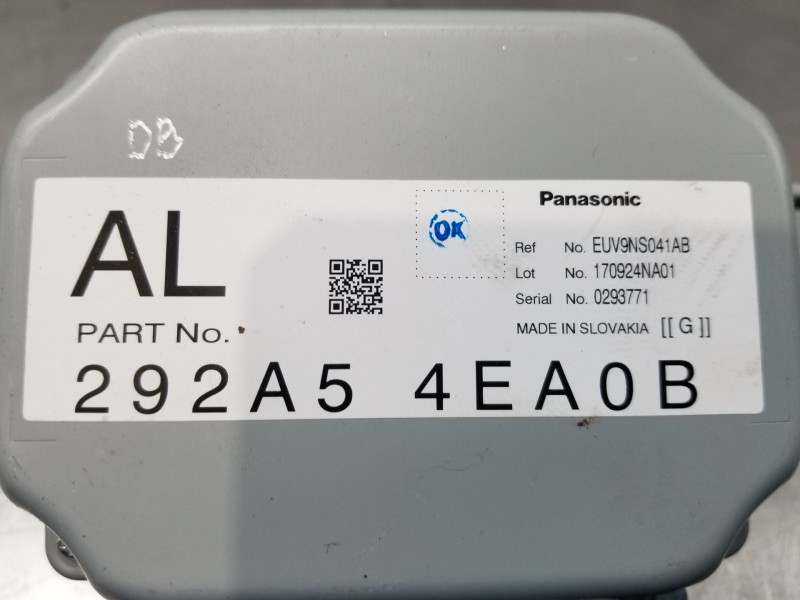 DB
AL
OK
Panasonic
Ref No. EUV9NS041AB
Lot No. 170924NA01
Serial No. 0293771
MADE IN SLOVAKIA [[ G ]]
PART No.
292A5 4EA0B